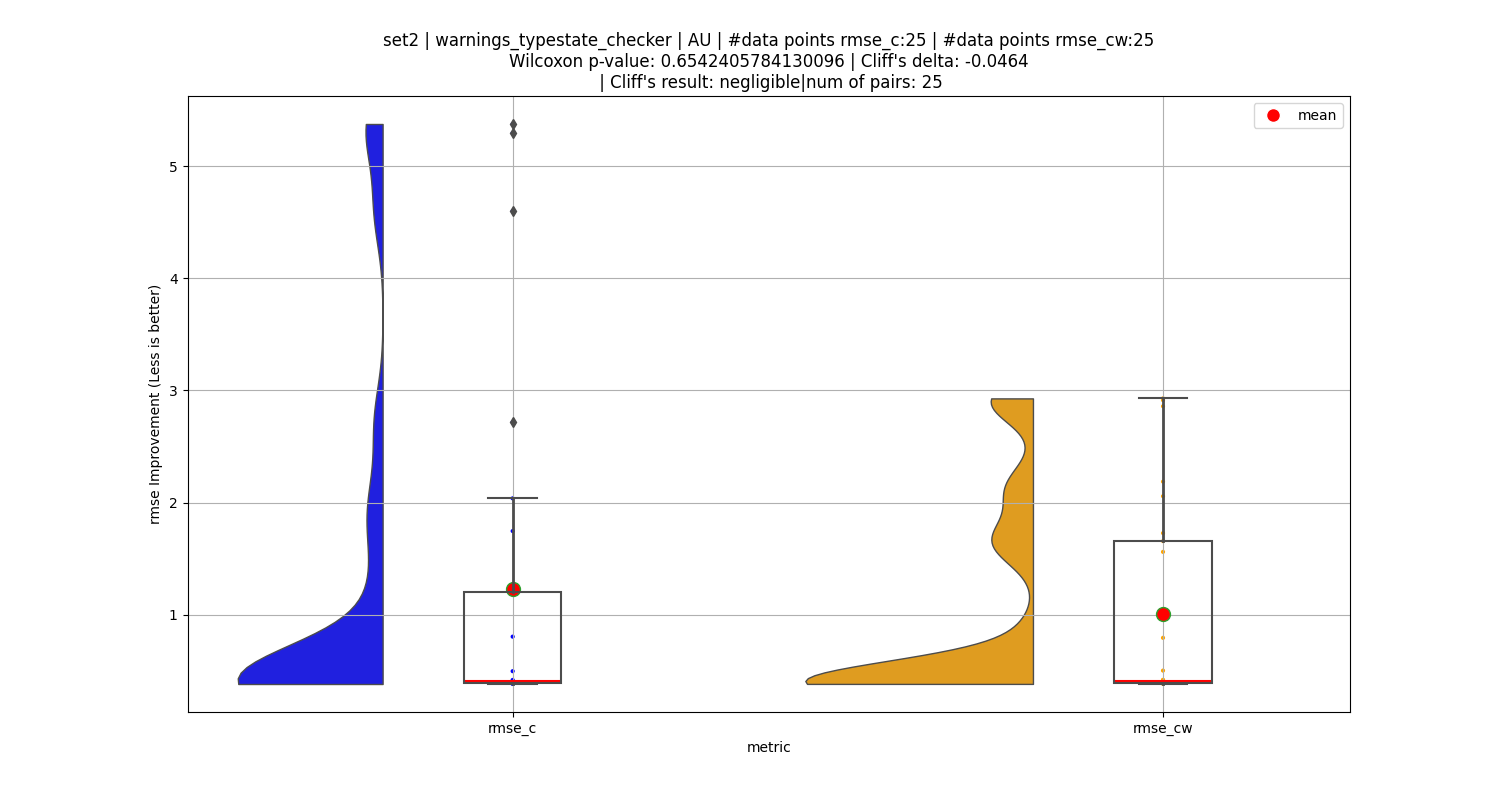 set2 | warnings_typestate_checker | AU | #data points rmse_c:25 | #data points rmse_cw:25
Wilcoxon p-value: 0.6542405784130096 | Cliff's delta: -0.0464
| Cliff's result: negligible|num of pairs: 25
mean
rmse Improvement (Less is better)
5
4
3
2
1
rmse_c
rmse_cw
metric